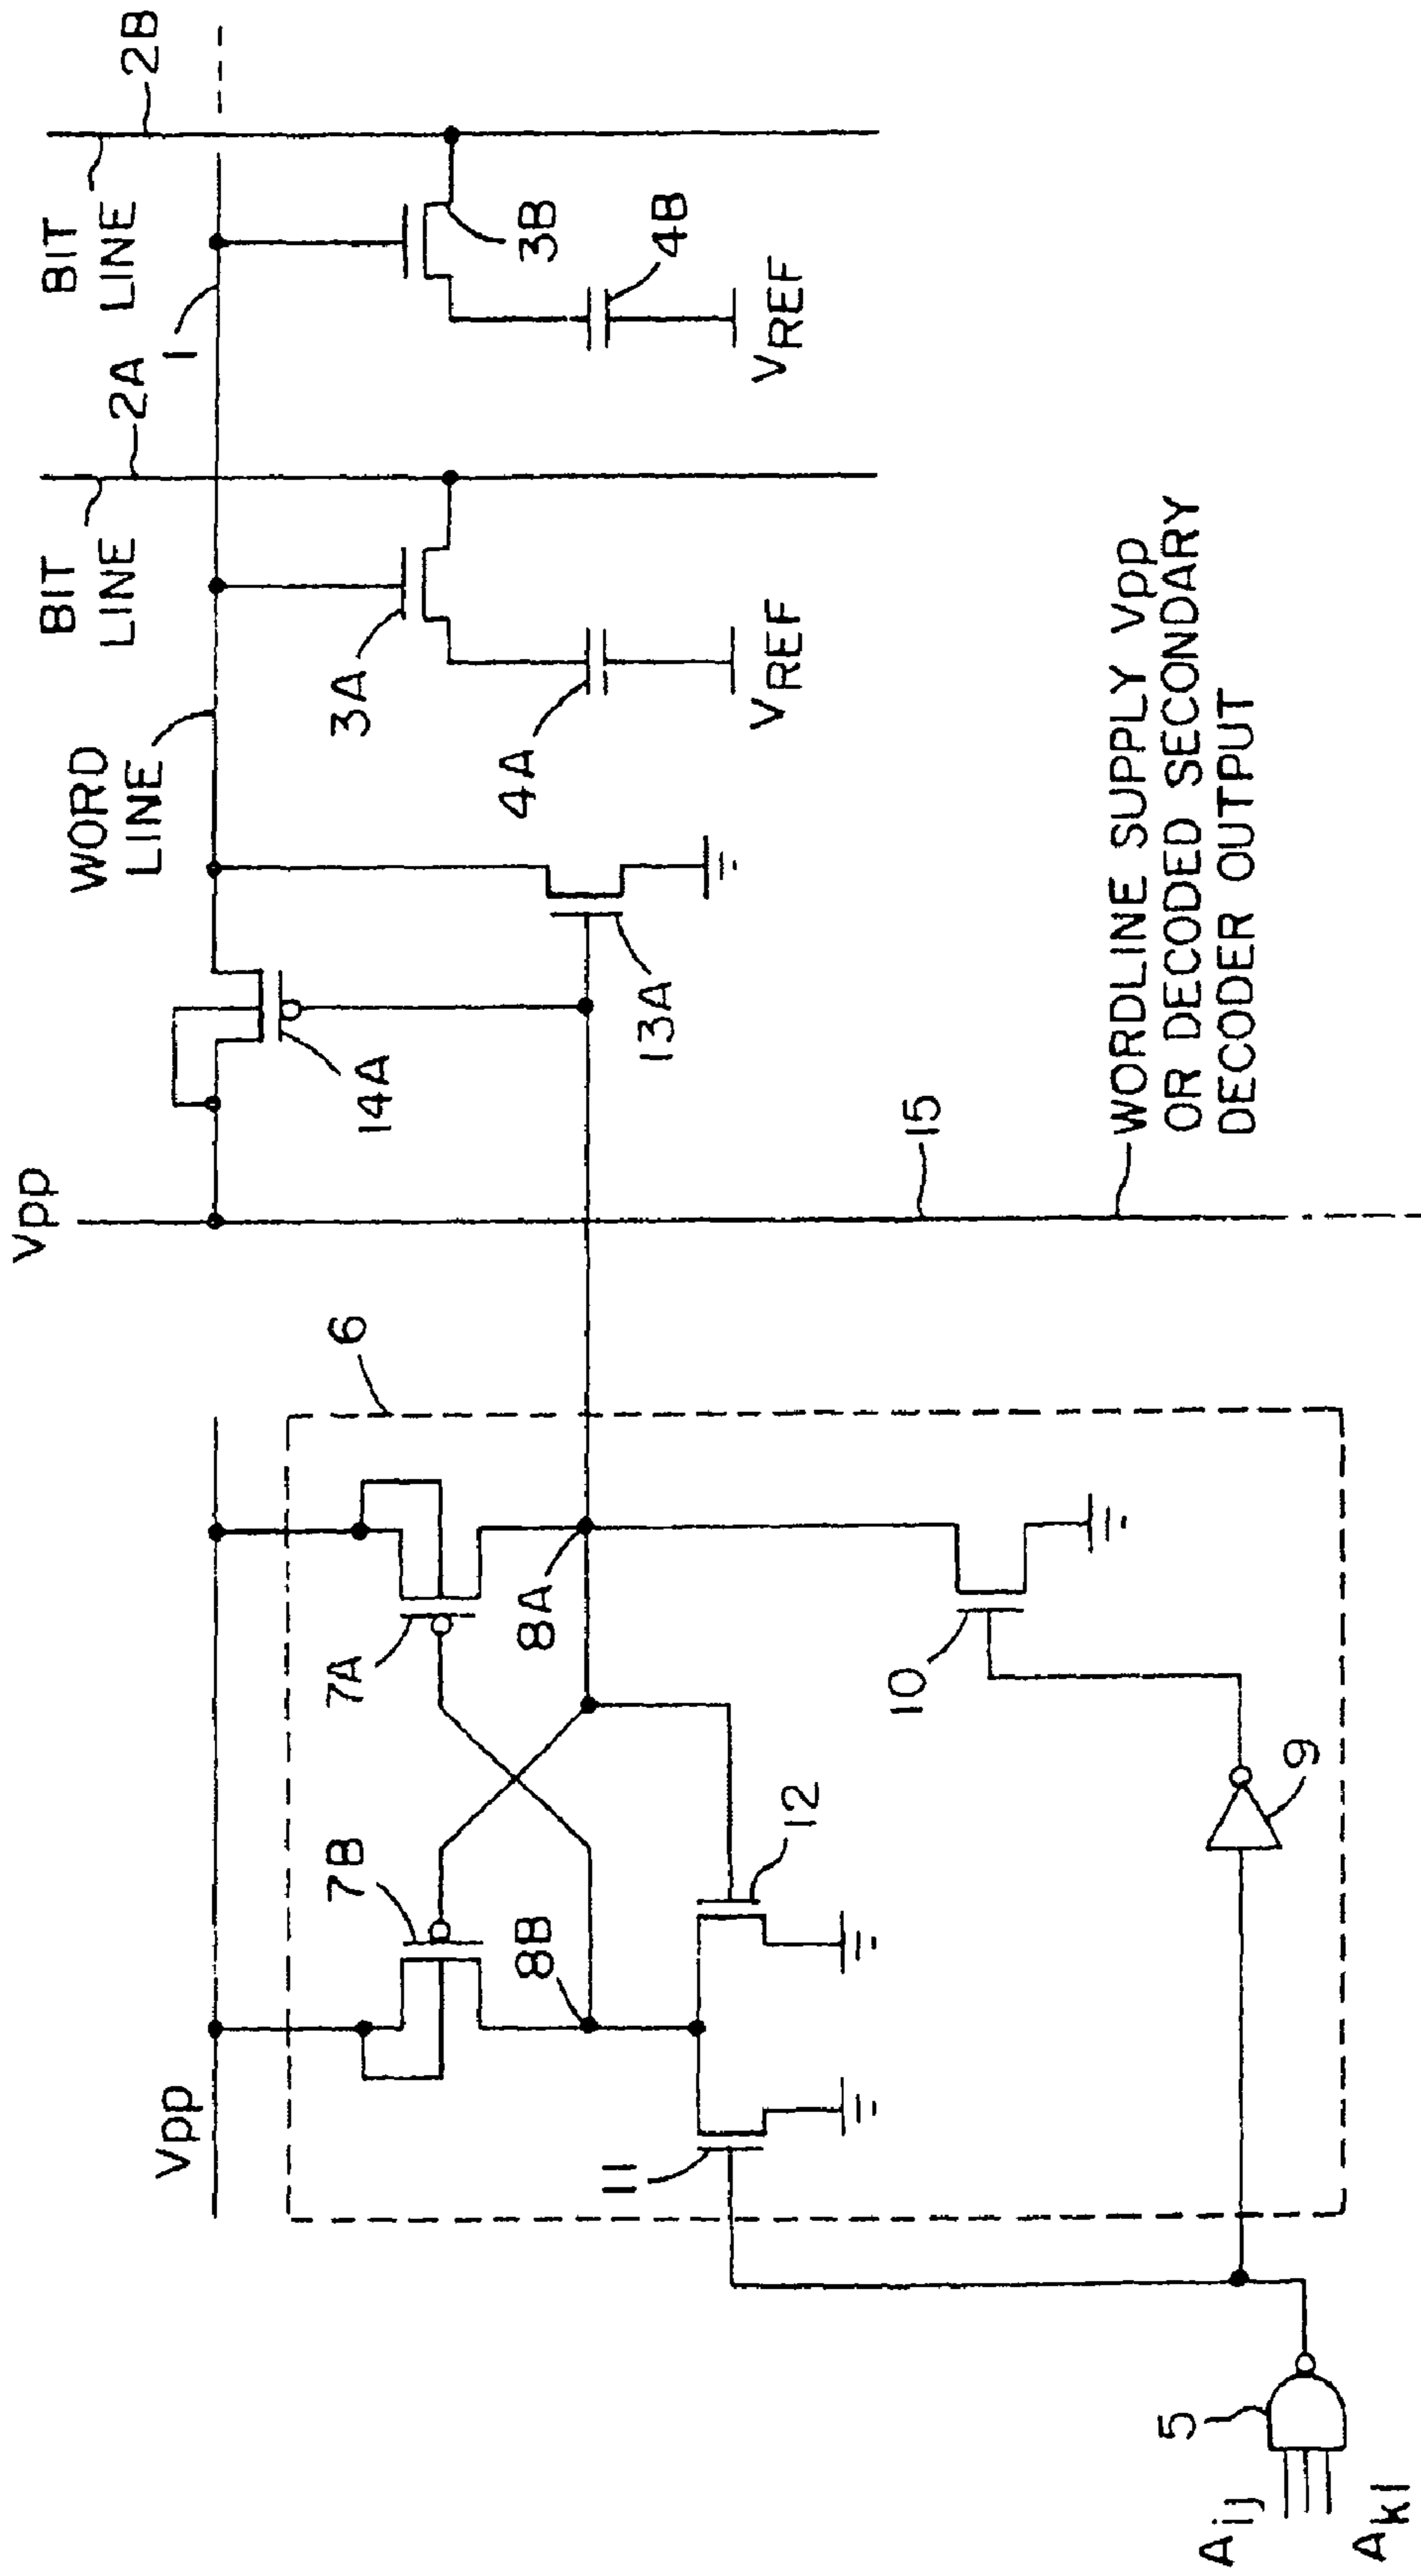 Vpp
BIT
LINE
2A
BIT
LINE
2B
WORD
LINE
1
14A
13A
3A
4A
VREF
3B
4B
VREF
15
WORDLINE SUPPLY Vpp
OR DECODED SECONDARY
DECODER OUTPUT
Vpp
6
7B
7A
8B
8A
11
12
10
9
5
Aij
Akl